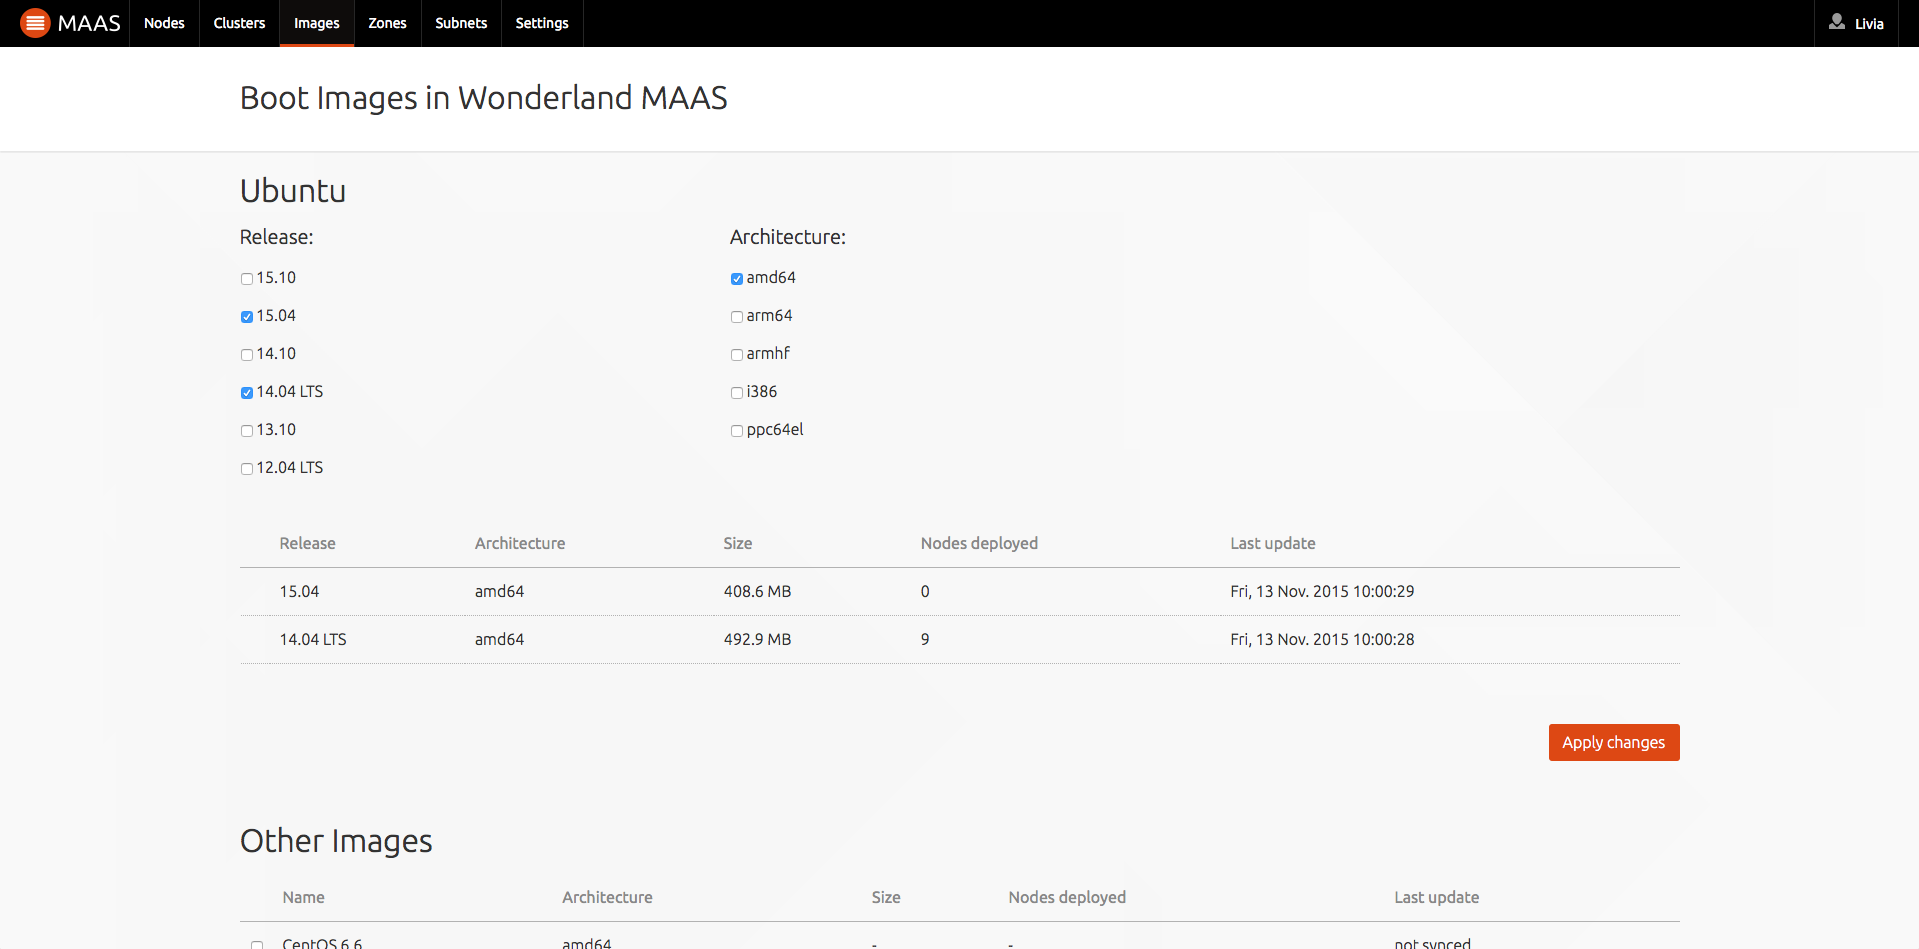 MAAS Nodes Clusters Images Zones Subnets Settings Livia
Boot Images in Wonderland MAAS
Ubuntu
Release: Architecture:
15.10 amd64
15.04 arm64
14.10 armhf
14.04 LTS i386
13.10 ppc64el
12.04 LTS
Release Architecture Size Nodes deployed Last update
15.04 amd64 408.6 MB 0 Fri, 13 Nov. 2015 10:00:29
14.04 LTS amd64 492.9 MB 9 Fri, 13 Nov. 2015 10:00:28
Apply changes
Other Images
Name Architecture Size Nodes deployed Last update
CentOS 6.6 amd64 - - not synced